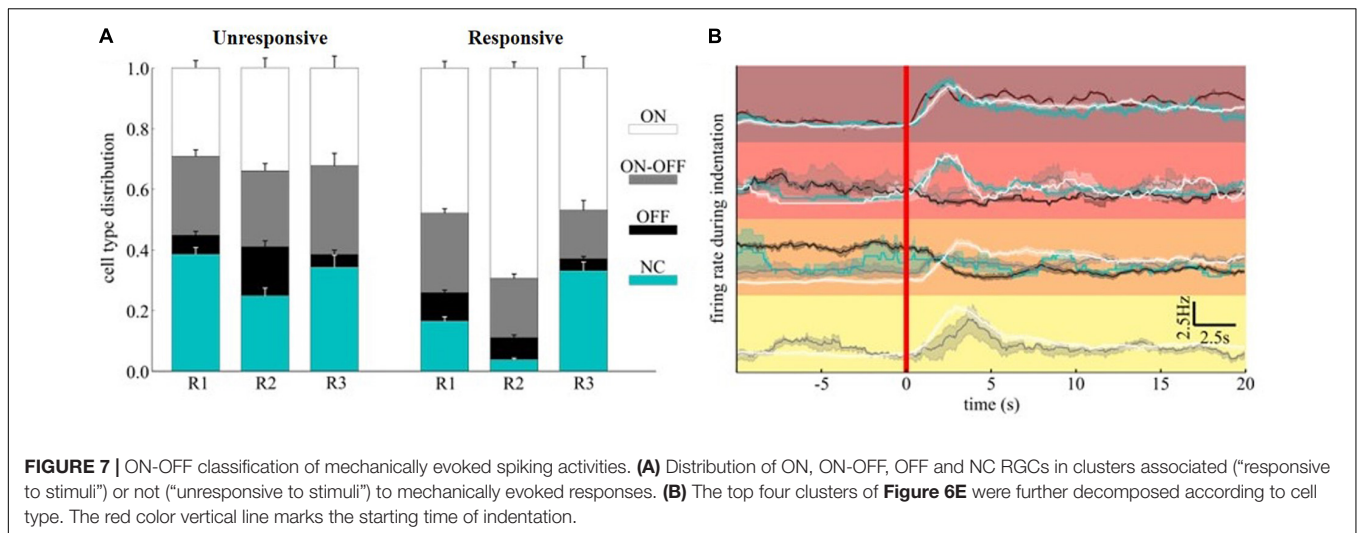 A
Unresponsive
Responsive
cell type distribution
1.0
0.8
0.6
0.4
0.2
0.0
R1 R2 R3 R1 R2 R3
ON
ON-OFF
OFF
NC
B
firing rate during indentation
2.5Hz
2.5s
-5 0 5 10 15 20
time (s)
FIGURE 7 | ON-OFF classification of mechanically evoked spiking activities. (A) Distribution of ON, ON-OFF, OFF and NC RGCs in clusters associated (“responsive
to stimuli”) or not (“unresponsive to stimuli”) to mechanically evoked responses. (B) The top four clusters of Figure 6E were further decomposed according to cell
type. The red color vertical line marks the starting time of indentation.